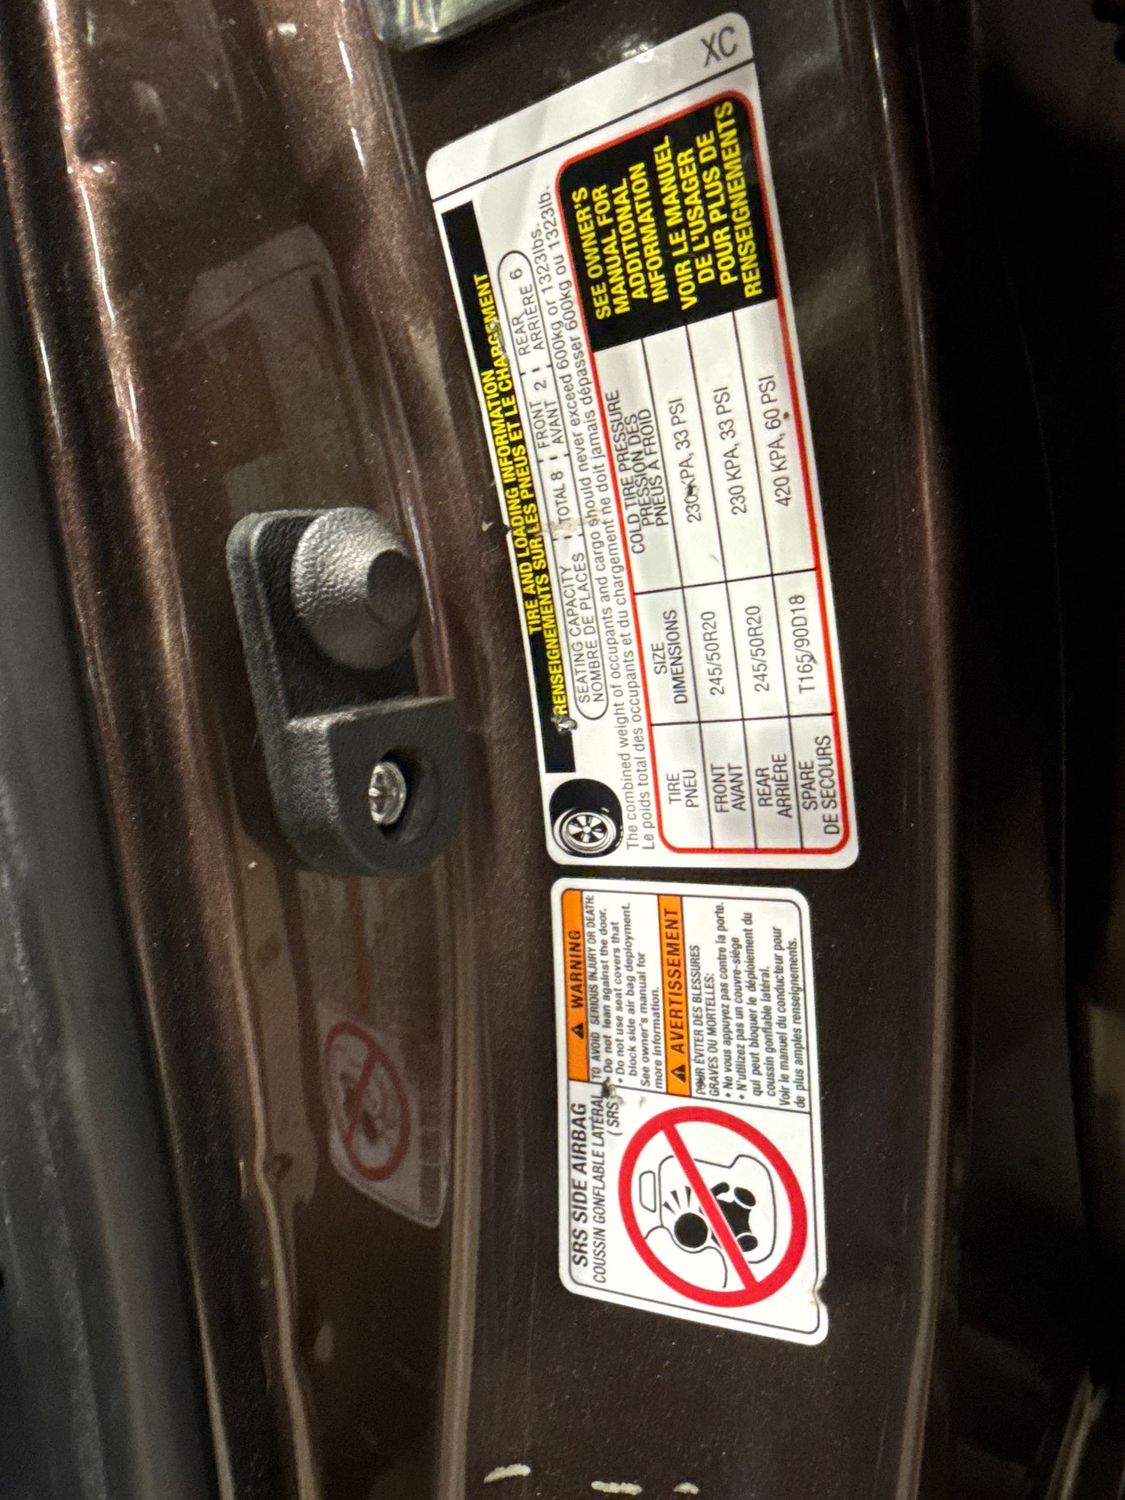 XC
TIRE AND LOADING INFORMATION
RENSEIGNEMENTS SUR LES PNEUS ET LE CHARGEMENT
SEATING CAPACITY TOTAL 8 FRONT 2 REAR 6
NOMBRE DE PLACES AVANT ARRIÈRE
The combined weight of occupants and cargo should never exceed 600kg or 1323lbs.
Le poids total des occupants et du chargement ne doit jamais dépasser 600kg ou 1323lb.
TIRE
PNEU
SIZE
DIMENSIONS
COLD TIRE PRESSURE
PRESSION DES
PNEUS A FROID
FRONT
AVANT
245/50R20
230 KPA, 33 PSI
REAR
ARRIÈRE
245/50R20
230 KPA, 33 PSI
SPARE
DE SECOURS
T165/90D18
420 KPA, 60 PSI
SEE OWNER'S
MANUAL FOR
ADDITIONAL
INFORMATION
VOIR LE MANUEL
DE L'USAGER
POUR PLUS DE
RENSEIGNEMENTS
SRS SIDE AIRBAG
COUSSIN GONFLABLE LATÉRAL
(SRS)
WARNING
TO AVOID SERIOUS INJURY OR DEATH:
• Do not lean against the door.
• Do not use seat covers that
block side air bag deployment.
See owner's manual for
more information.
AVERTISSEMENT
POUR ÉVITER DES BLESSURES
GRAVES OU MORTELLES:
• Ne vous appuyez pas contre la porte.
• N'utilizez pas un couvre-siège
qui peut bloquer le déploiement du
coussin gonflable latéral.
Voir le manuel du conducteur pour
de plus amples renseignements.